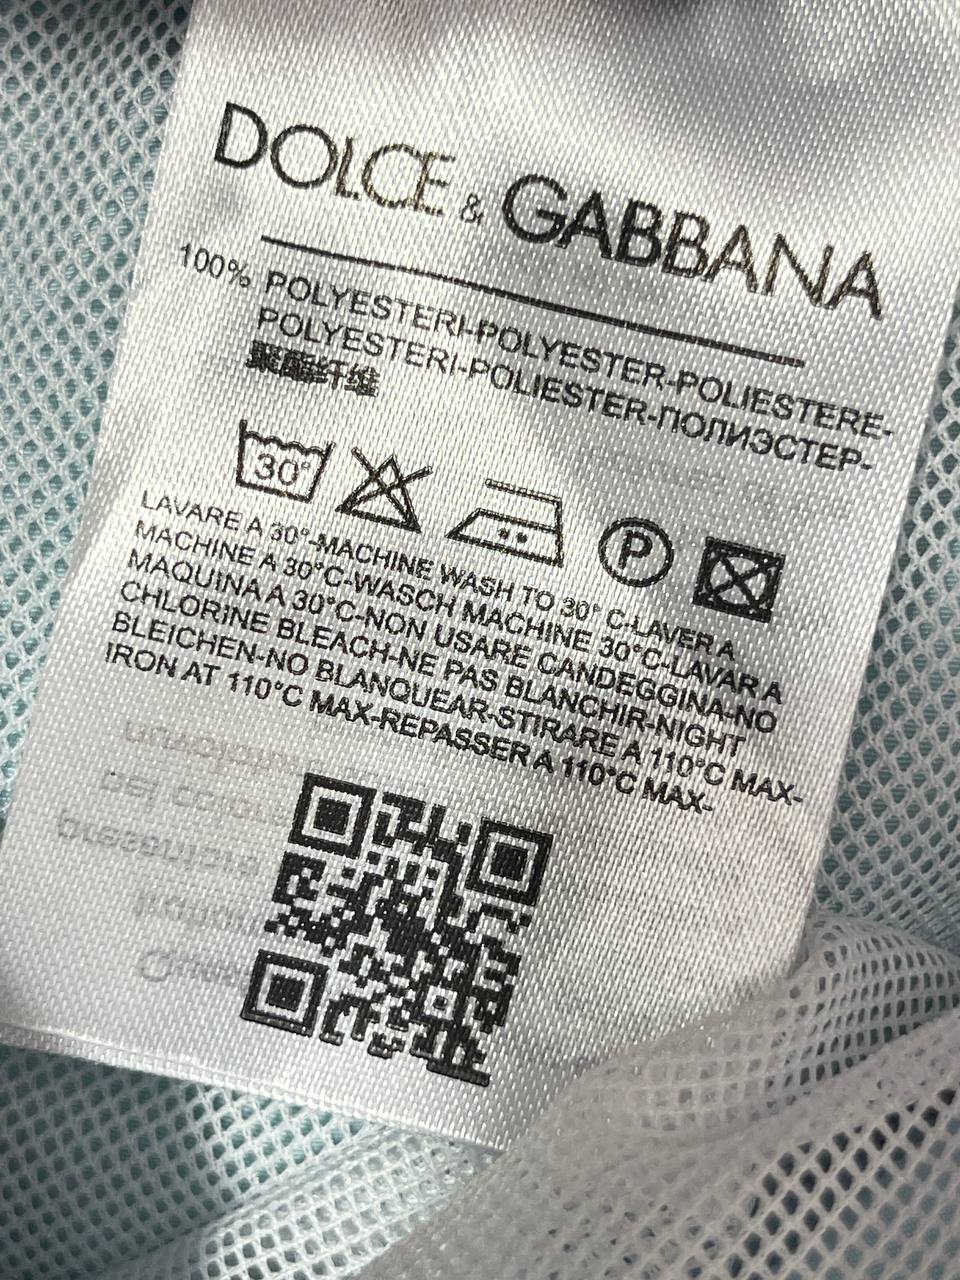 DOLCE & GABBANA
100% POLYESTERI-POLYESTER-POLIESTERE-
POLYESTERI-POLIESTER-ПОЛИЭСТЕР-
聚酯纤维
30°
P
LAVARE A 30°-MACHINE WASH TO 30° C-LAVER A
MACHINE A 30°C-WASCH MACHINE 30°C-LAVAR A
MAQUINA A 30°C-NON USARE CANDEGGINA-NO
CHLORINE BLEACH-NE PAS BLANCHIR-NIGHT
BLEICHEN-NO BLANQUEAR-STIRARE A 110°C MAX-
IRON AT 110°C MAX-REPASSER À 110°C MAX-